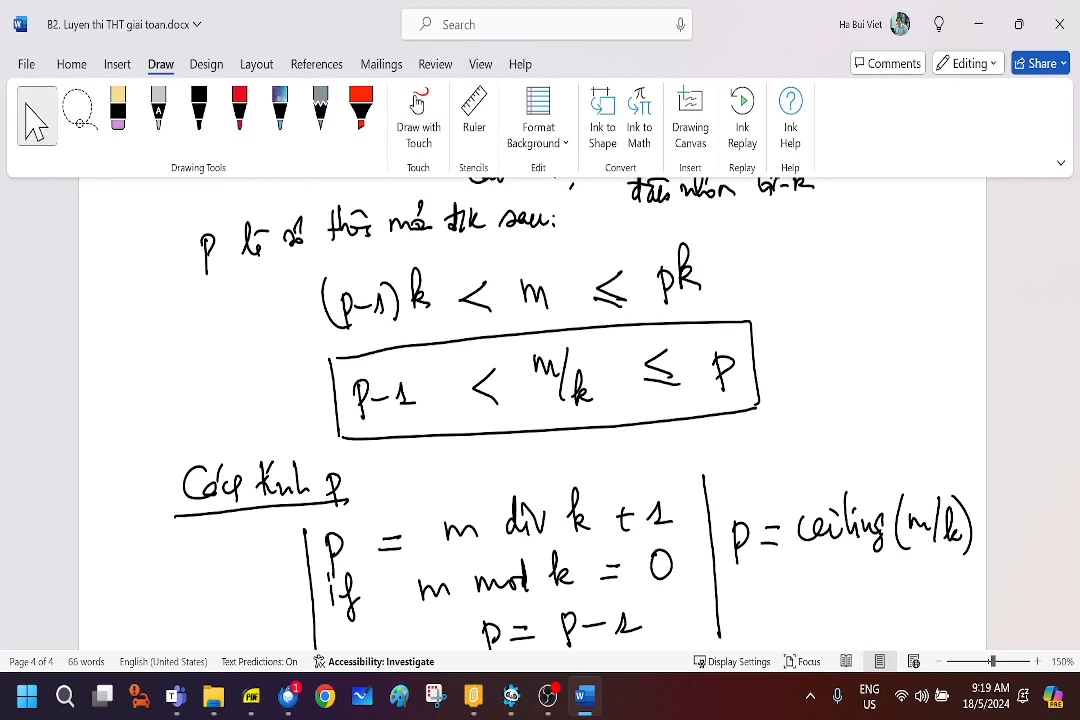 B2. Luyen thi THT giai toan.docx
Search
Ha Bui Viet
File Home Insert Draw Design Layout References Mailings Review View Help
Comments Editing Share
Draw with Touch
Ruler
Format Background
Ink to Shape
Ink to Math
Drawing Canvas
Ink Replay
Ink Help
Drawing Tools Touch Stencils Edit Convert Insert Replay Help
p là số thỏa mãn đk sau:
(p-1)k < m ≤ pk
p-1 < m/k ≤ p
Cách tính p
p = m div k + 1
if m mod k = 0
p = p-1
p = ceiling(m/k)
Page 4 of 4 66 words English (United States) Text Predictions: On Accessibility: Investigate Display Settings Focus 150%
ENG US
9:19 AM
18/5/2024